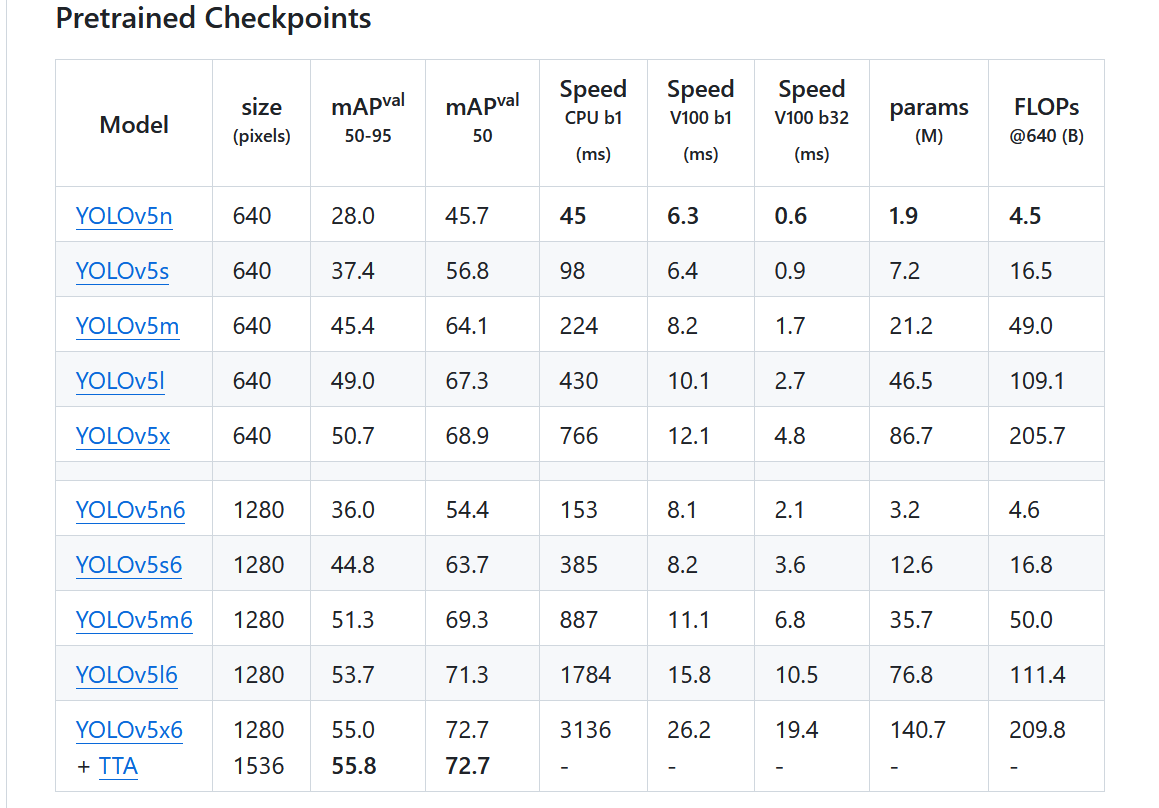 Pretrained Checkpoints
Model size (pixels) mAPval 50-95 mAPval 50 Speed CPU b1 (ms) Speed V100 b1 (ms) Speed V100 b32 (ms) params (M) FLOPs @640 (B)
YOLOv5n 640 28.0 45.7 45 6.3 0.6 1.9 4.5
YOLOv5s 640 37.4 56.8 98 6.4 0.9 7.2 16.5
YOLOv5m 640 45.4 64.1 224 8.2 1.7 21.2 49.0
YOLOv5l 640 49.0 67.3 430 10.1 2.7 46.5 109.1
YOLOv5x 640 50.7 68.9 766 12.1 4.8 86.7 205.7
YOLOv5n6 1280 36.0 54.4 153 8.1 2.1 3.2 4.6
YOLOv5s6 1280 44.8 63.7 385 8.2 3.6 12.6 16.8
YOLOv5m6 1280 51.3 69.3 887 11.1 6.8 35.7 50.0
YOLOv5l6 1280 53.7 71.3 1784 15.8 10.5 76.8 111.4
YOLOv5x6 1280 55.0 72.7 3136 26.2 19.4 140.7 209.8
+ TTA 1536 55.8 72.7 - - - - -